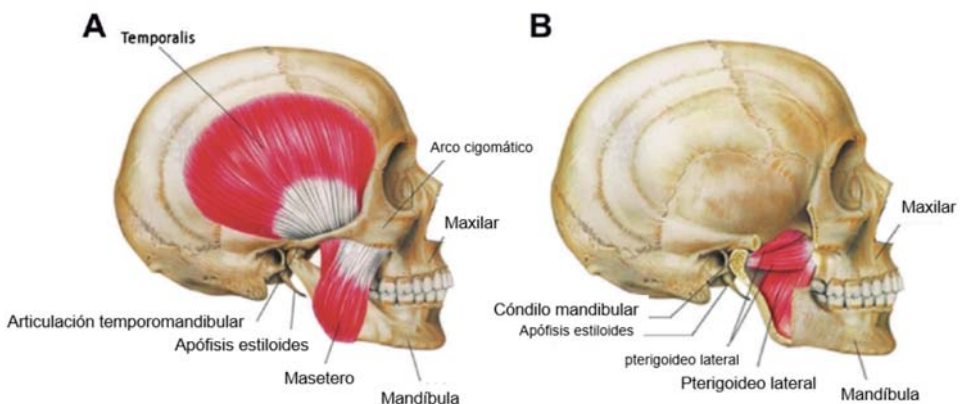 A
Temporalis
Arco cigomático
Maxilar
Articulación temporomandibular
Apófisis estiloides
Masetero
Mandíbula
B
Maxilar
Cóndilo mandibular
Apófisis estiloides
pterigoideo lateral
Pterigoideo lateral
Mandíbula